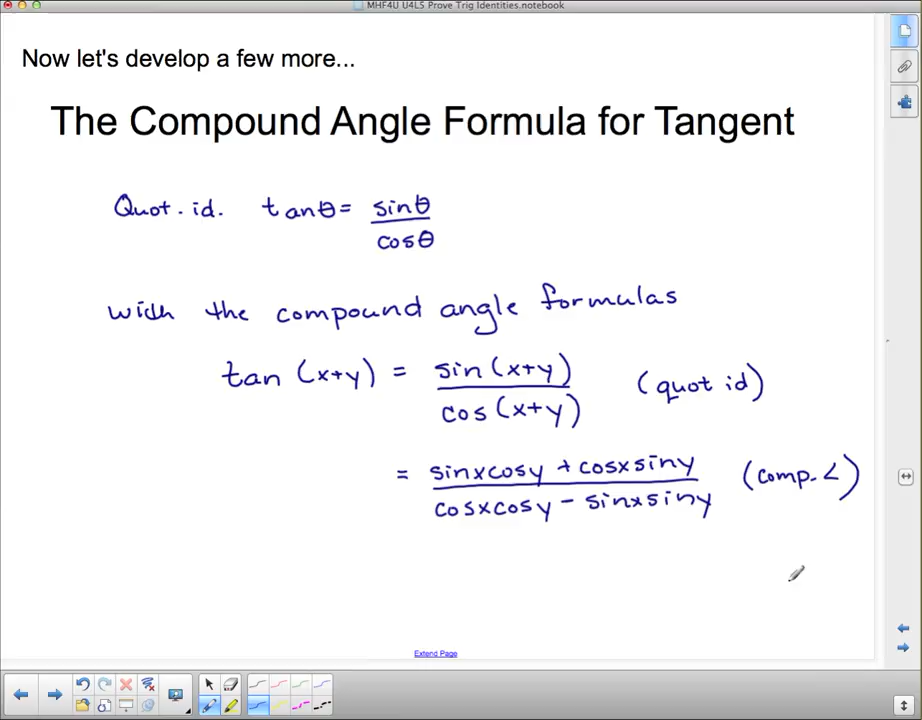 MHF4U U4L5 Prove Trig Identities.notebook
Now let's develop a few more...
The Compound Angle Formula for Tangent
Quot. id. tanθ = sinθ
cosθ
with the compound angle formulas
tan (x+y) = sin(x+y) (quot id)
cos(x+y)
= sinxcosy + cosxsiny (comp. ∠)
cosxcosy - sinxsiny
Extend Page